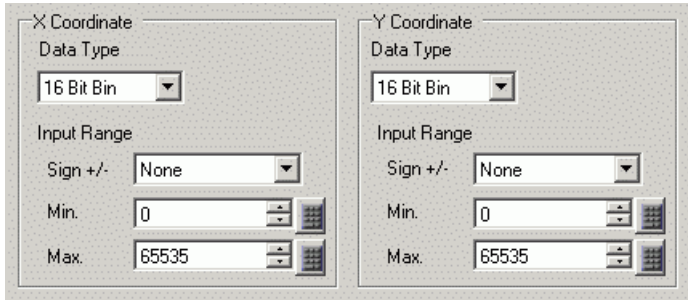 X Coordinate
Data Type
16 Bit Bin
Input Range
Sign +/- None
Min. 0
Max. 65535
Y Coordinate
Data Type
16 Bit Bin
Input Range
Sign +/- None
Min. 0
Max. 65535